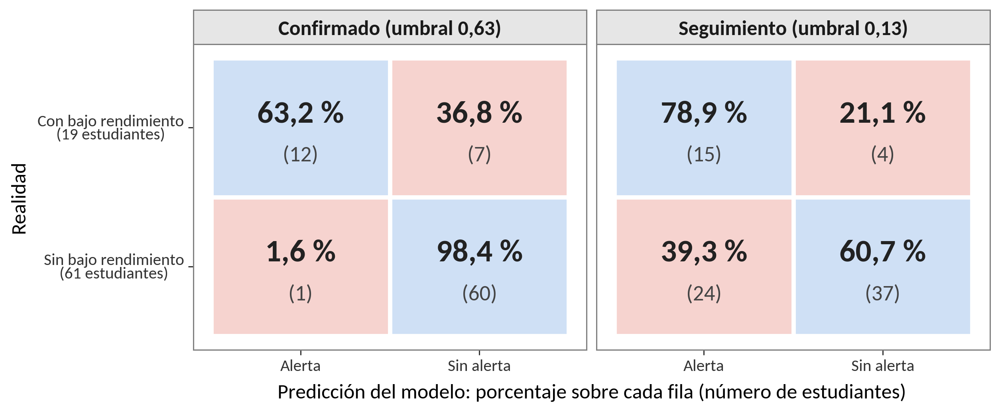 Confirmado (umbral 0,63)
Seguimiento (umbral 0,13)
Realidad
Con bajo rendimiento
(19 estudiantes)
63,2 %
(12)
36,8 %
(7)
78,9 %
(15)
21,1 %
(4)
Sin bajo rendimiento
(61 estudiantes)
1,6 %
(1)
98,4 %
(60)
39,3 %
(24)
60,7 %
(37)
Alerta
Sin alerta
Alerta
Sin alerta
Predicción del modelo: porcentaje sobre cada fila (número de estudiantes)